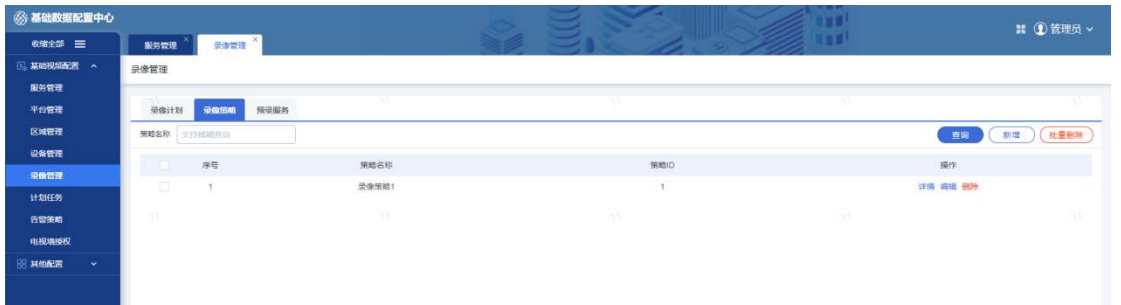 基础数据配置中心
管理员
收缩全部
服务管理 × 录像管理 ×
基础视频配置
录像管理
服务管理
平台管理
录像计划 录像策略 预录服务
区域管理
策略名称 支持模糊查询 查询 新增 批量删除
设备管理
序号 策略名称 策略ID 操作
录像管理
1 录像策略1 1 详情 编辑 删除
计划任务
告警策略
电视墙授权
其他配置